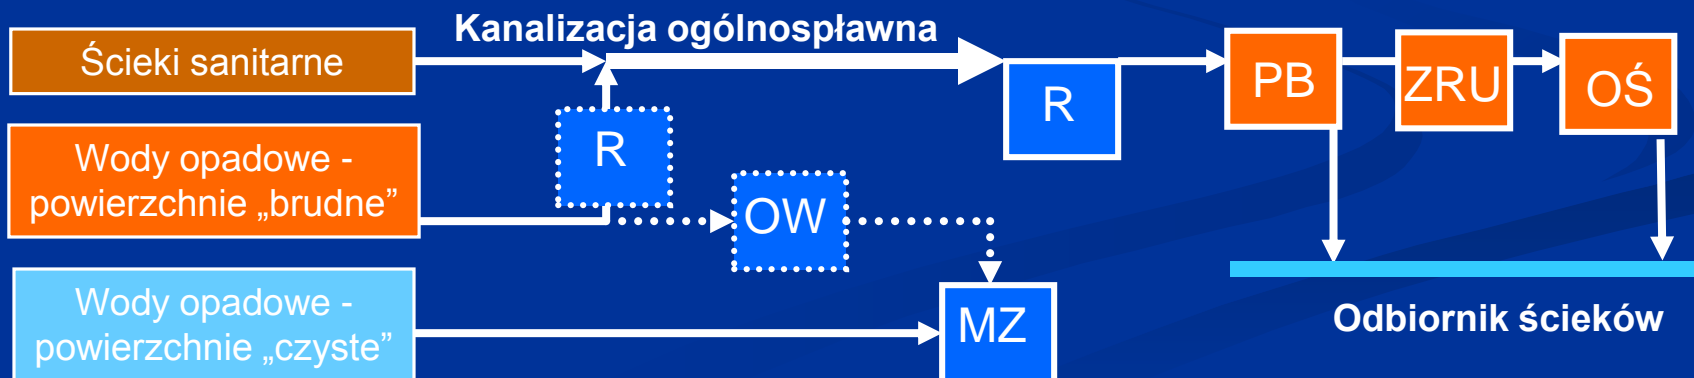 Kanalizacja ogólnospławna
Ścieki sanitarne
R
PB
ZRU
OŚ
Wody opadowe -
powierzchnie „brudne”
R
OW
Wody opadowe -
powierzchnie „czyste”
MZ
Odbiornik ścieków